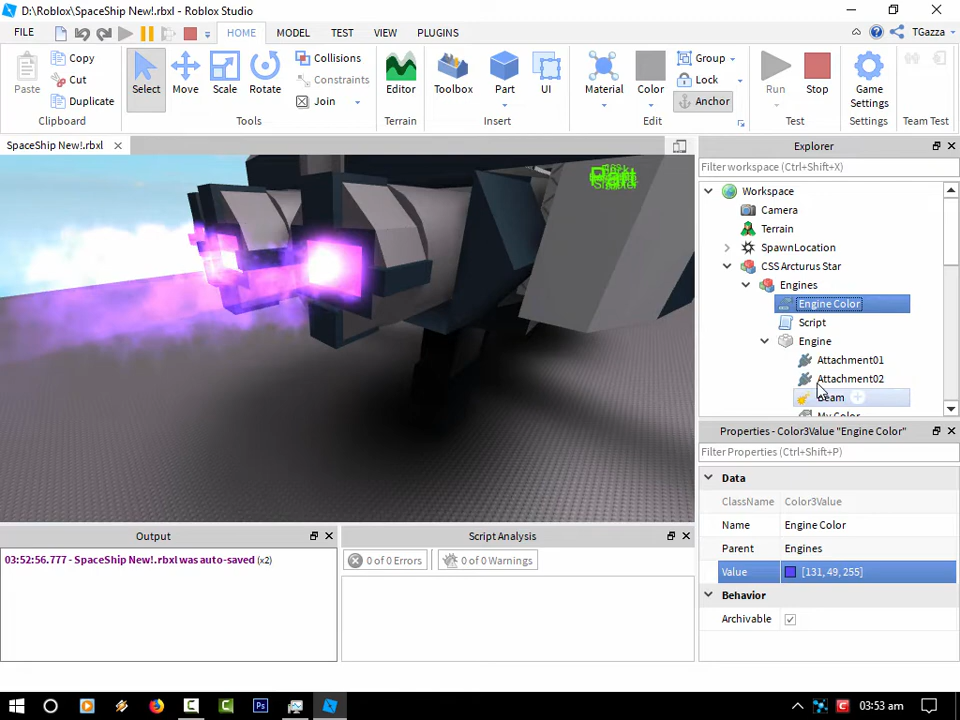 D:\Roblox\SpaceShip New!.rbxl - Roblox Studio
FILE HOME MODEL TEST VIEW PLUGINS TGazza
Paste Copy Cut Duplicate Select Move Scale Rotate Collisions Constraints Join Editor Toolbox Part UI Material Color Group Lock Anchor Run Stop Game Settings
Clipboard Tools Terrain Insert Edit Test Settings Team Test
SpaceShip New!.rbxl
Explorer
Filter workspace (Ctrl+Shift+X)
Workspace
Camera
Terrain
SpawnLocation
CSS Arcturus Star
Engines
Engine Color
Script
Engine
Attachment01
Attachment02
Beam
My Color
Properties - Color3Value "Engine Color"
Filter Properties (Ctrl+Shift+P)
Data
ClassName Color3Value
Name Engine Color
Parent Engines
Value [131, 49, 255]
Behavior
Archivable
Output
03:52:56.777 - SpaceShip New!.rbxl was auto-saved (x2)
Script Analysis
0 of 0 Errors 0 of 0 Warnings
03:53 am